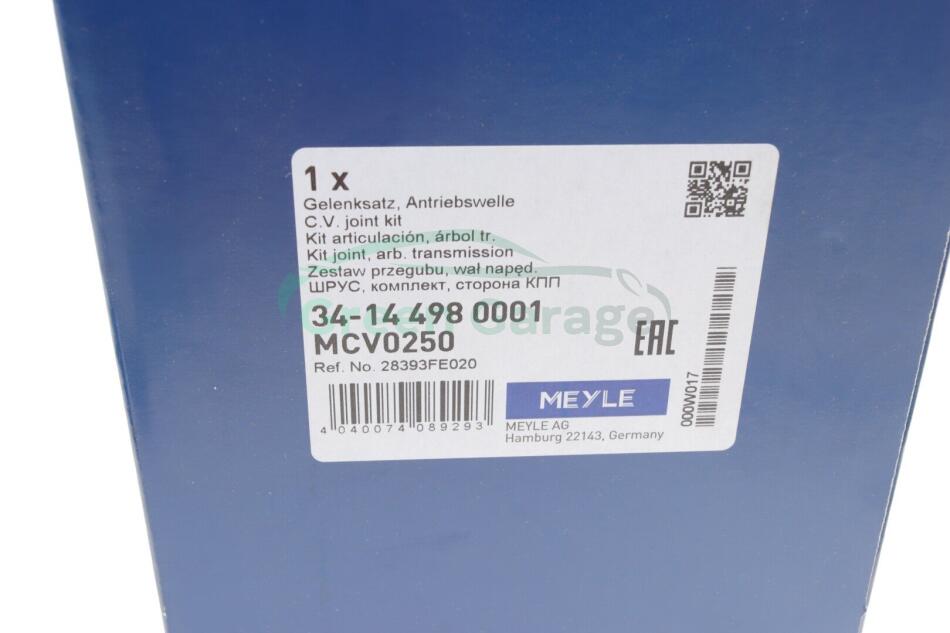 1 x
Gelenksatz, Antriebswelle
C.V. joint kit
Kit articulación, árbol tr.
Kit joint, arb. transmission
Zestaw przegubu, wał napęd.
ШРУС, комплект, сторона КПП
34-14 498 0001
MCV0250
Ref. No. 28393FE020
EAC
4 040074 089293
MEYLE
MEYLE AG
Hamburg 22143, Germany
000W017
Green Garage